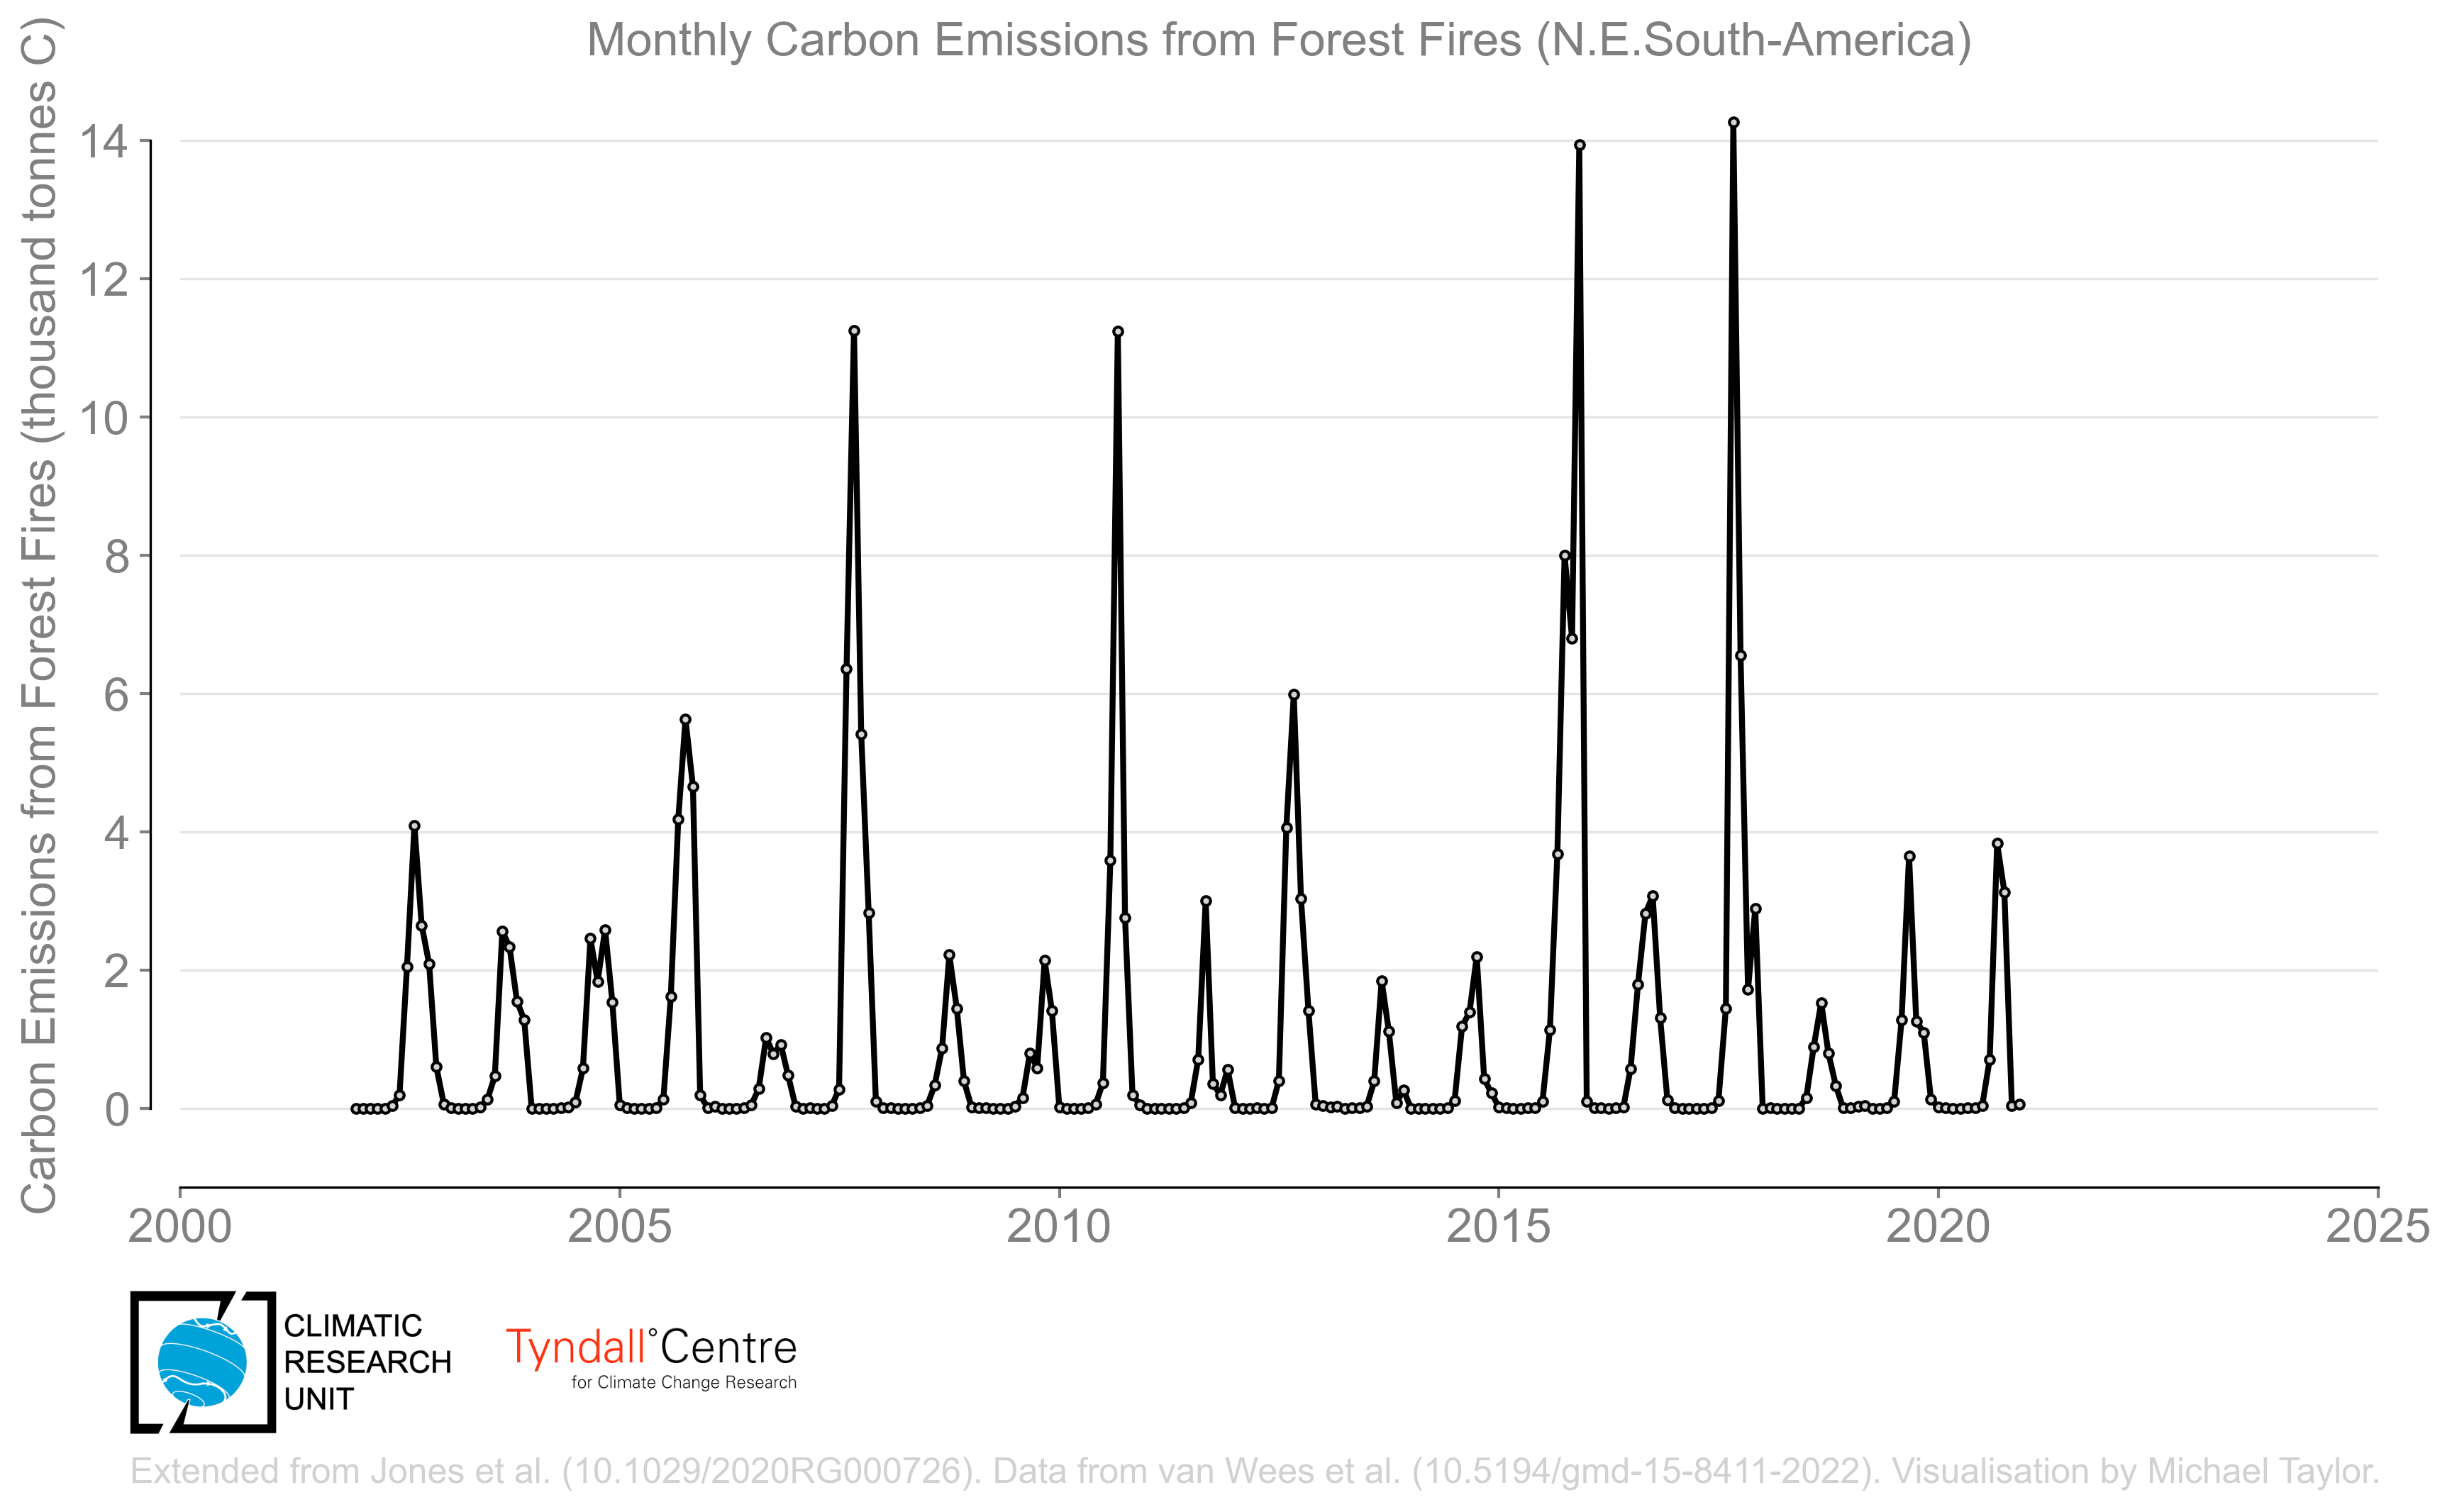 Monthly Carbon Emissions from Forest Fires (N.E.South-America)
Carbon Emissions from Forest Fires (thousand tonnes C)
14
12
10
8
6
4
2
0
2000 2005 2010 2015 2020 2025
CLIMATIC
RESEARCH
UNIT
Tyndall°Centre
for Climate Change Research
Extended from Jones et al. (10.1029/2020RG000726). Data from van Wees et al. (10.5194/gmd-15-8411-2022). Visualisation by Michael Taylor.